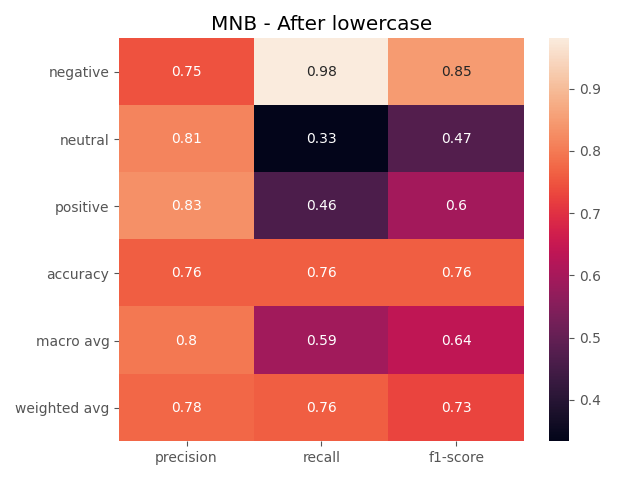 MNB - After lowercase
negative 0.75 0.98 0.85
neutral 0.81 0.33 0.47
positive 0.83 0.46 0.6
accuracy 0.76 0.76 0.76
macro avg 0.8 0.59 0.64
weighted avg 0.78 0.76 0.73
precision recall f1-score
0.9
0.8
0.7
0.6
0.5
0.4